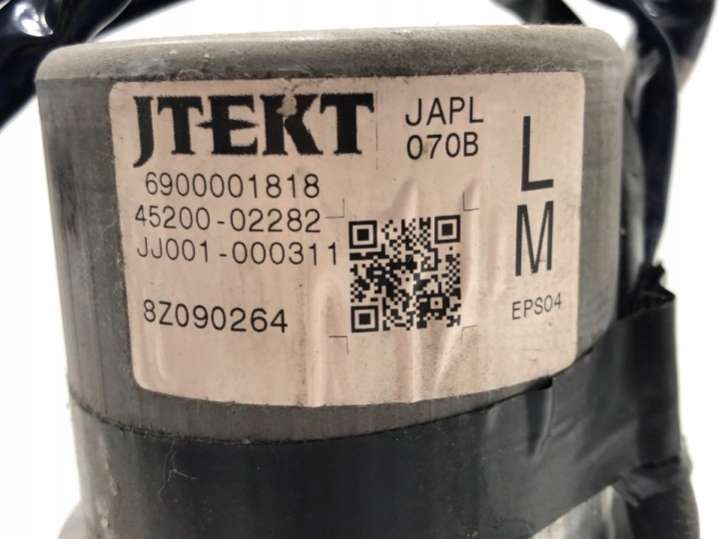 JTEKT
JAPL
070B
6900001818
45200-02282
JJ001-000311
8Z090264
L
M
EPS04